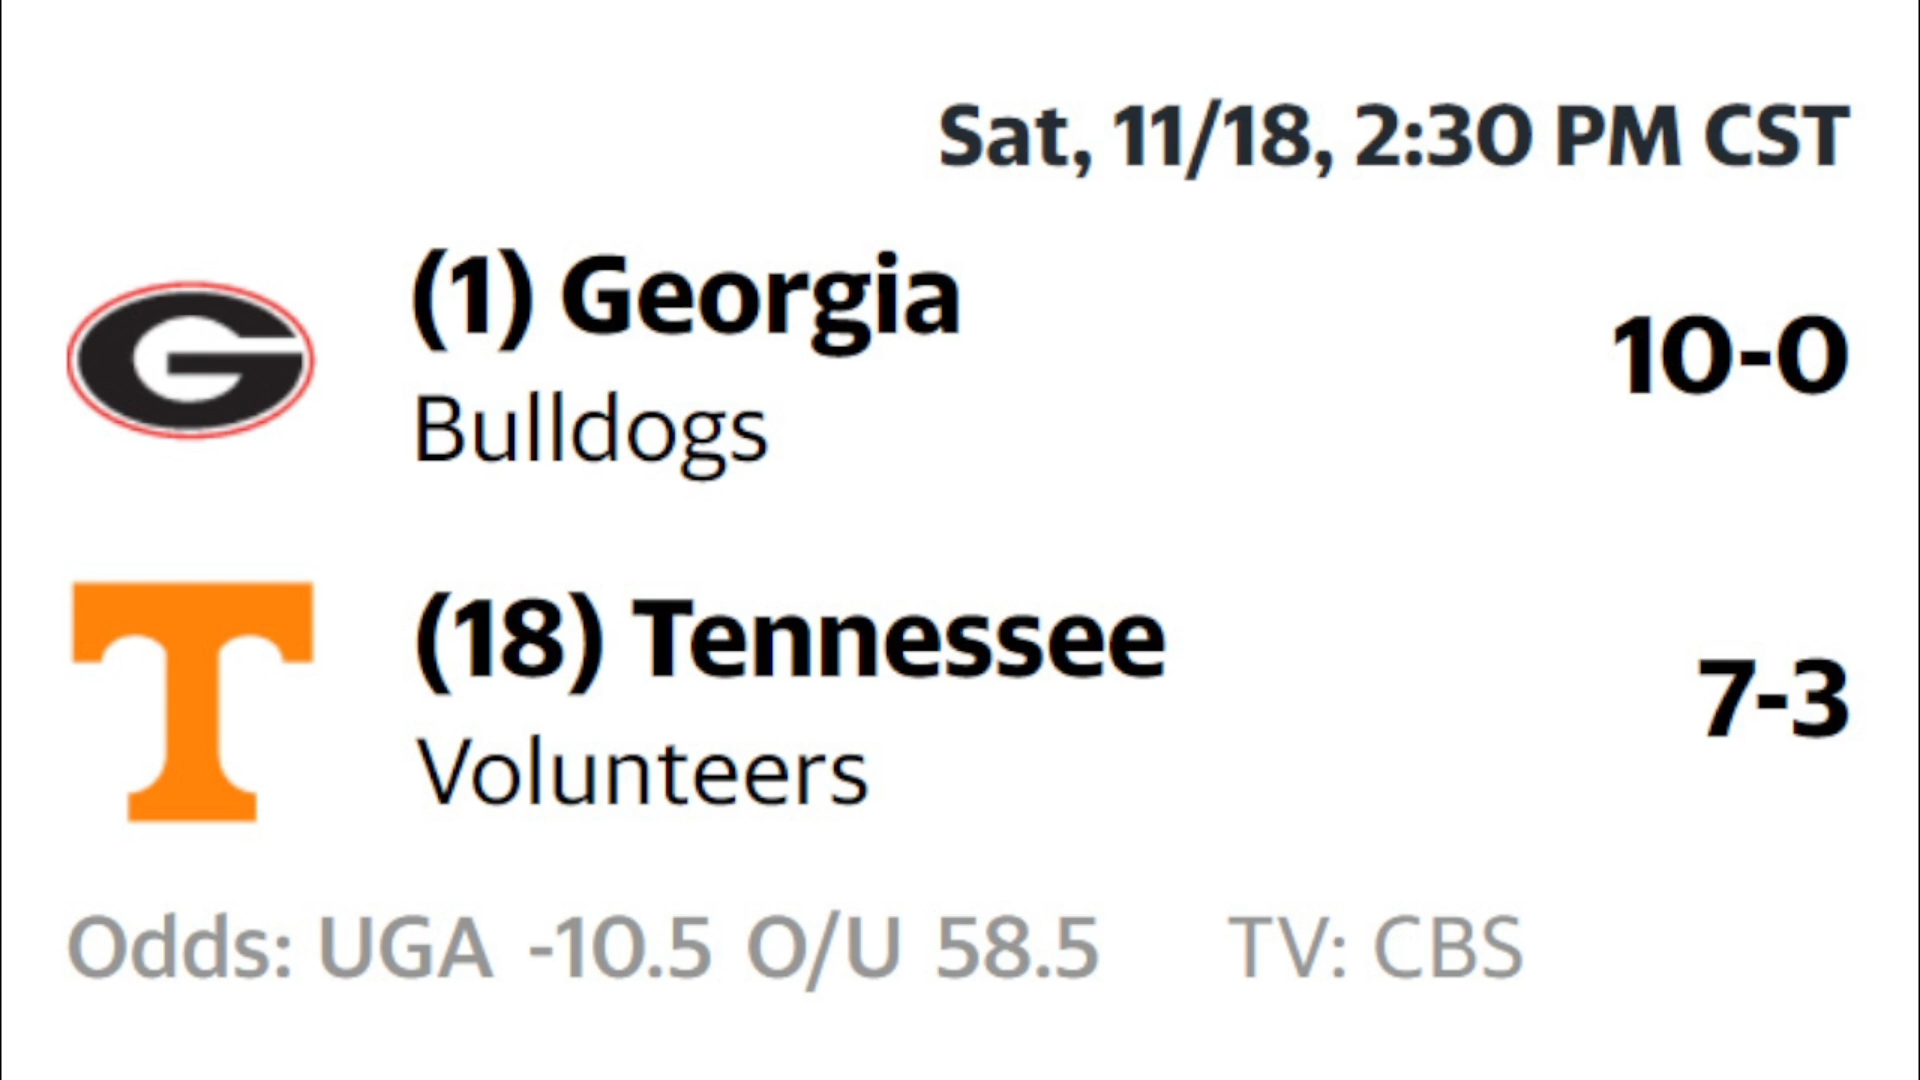 Sat, 11/18, 2:30 PM CST
G
(1) Georgia
10-0
Bulldogs
T
(18) Tennessee
7-3
Volunteers
Odds: UGA -10.5 O/U 58.5 TV: CBS